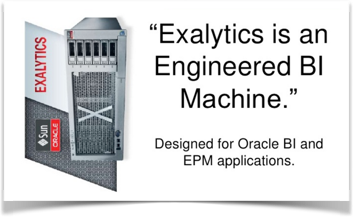 EXALYTICS
Sun
ORACLE
“Exalytics is an
Engineered BI
Machine.”
Designed for Oracle BI and
EPM applications.